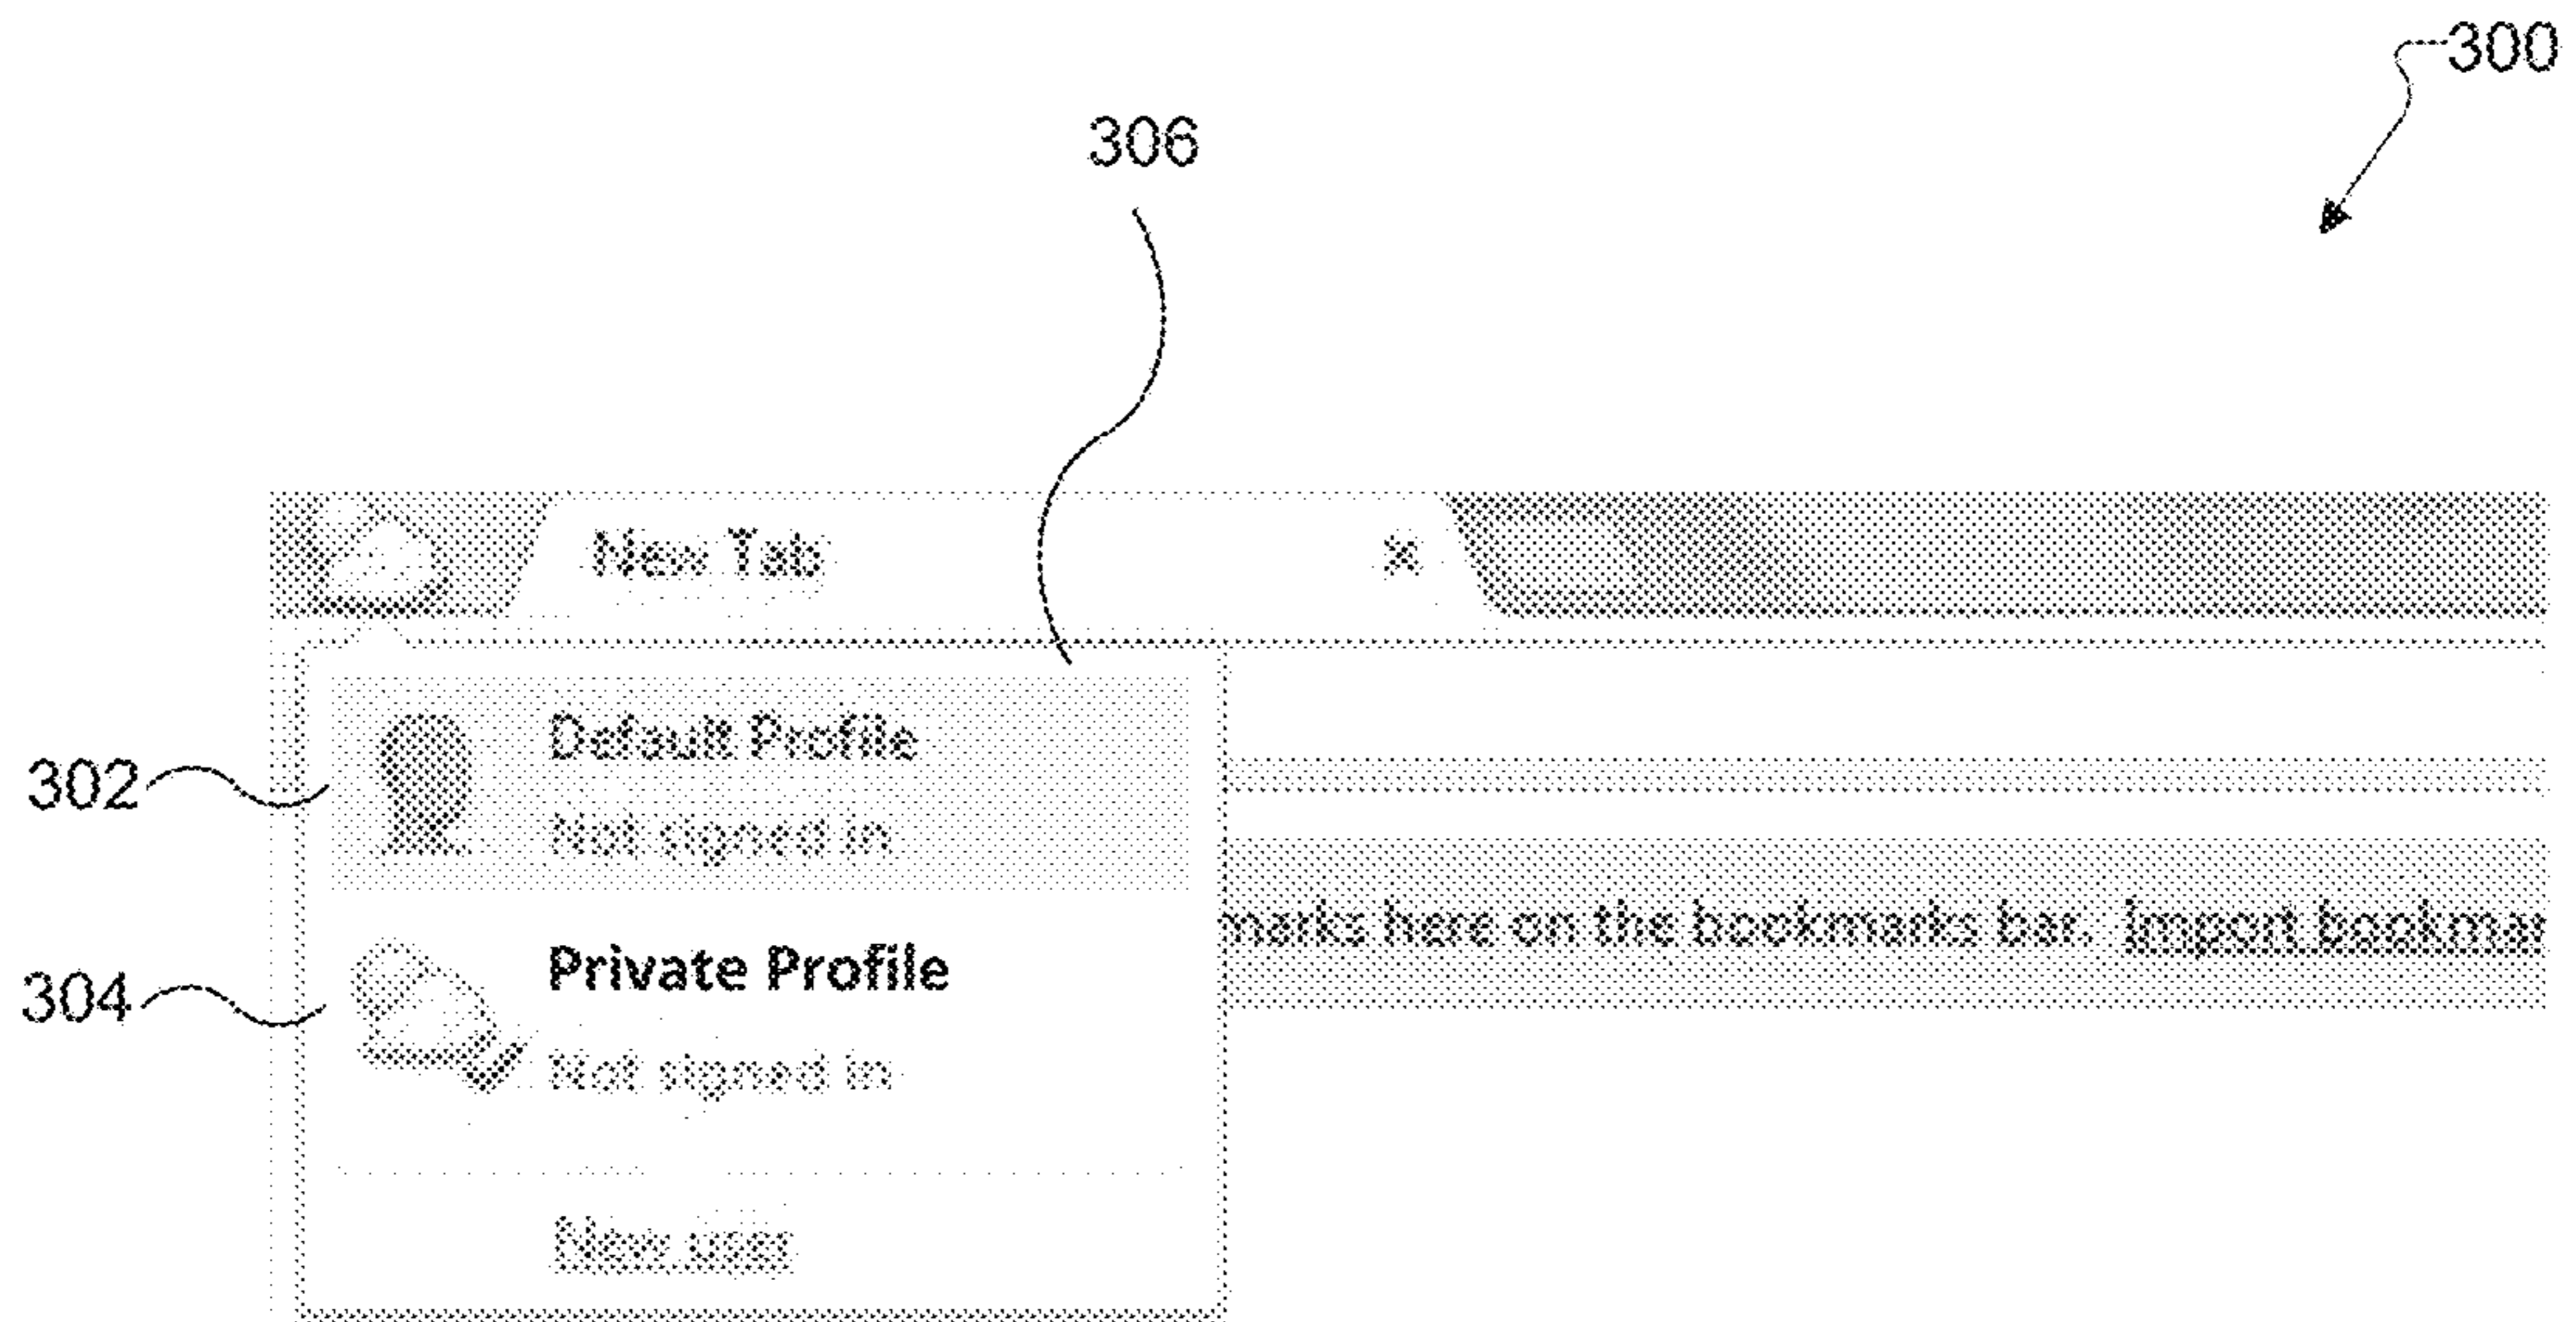 300
306
New Tab ×
302
Default Profile
Not signed in
marks here on the bookmarks bar. Import bookmar
304
Private Profile
Not signed in
New user